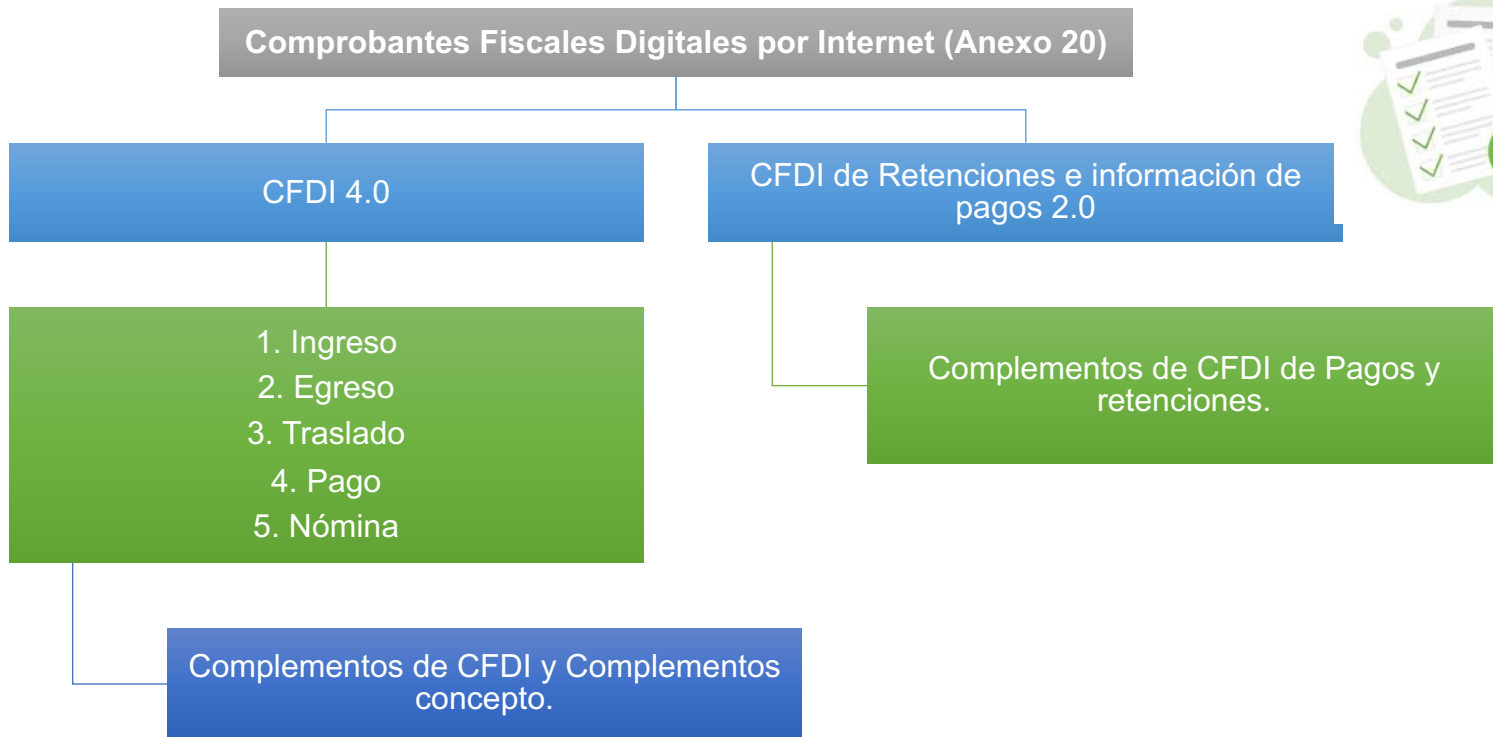 Comprobantes Fiscales Digitales por Internet (Anexo 20)
CFDI 4.0
CFDI de Retenciones e información de
pagos 2.0
1. Ingreso
2. Egreso
3. Traslado
4. Pago
5. Nómina
Complementos de CFDI de Pagos y
retenciones.
Complementos de CFDI y Complementos
concepto.